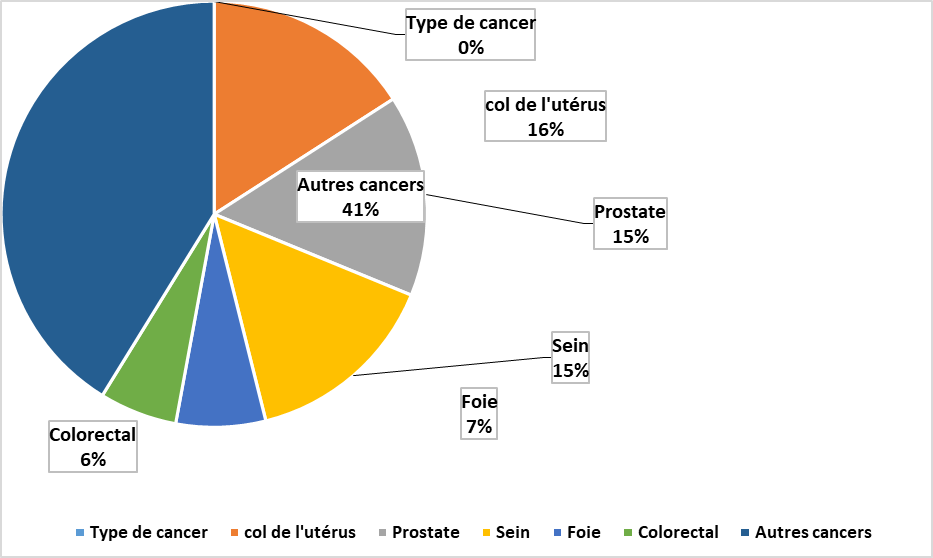 Type de cancer
0%
col de l'utérus
16%
Autres cancers
41%
Prostate
15%
Sein
15%
Foie
7%
Colorectal
6%
Type de cancer col de l'utérus Prostate Sein Foie Colorectal Autres cancers